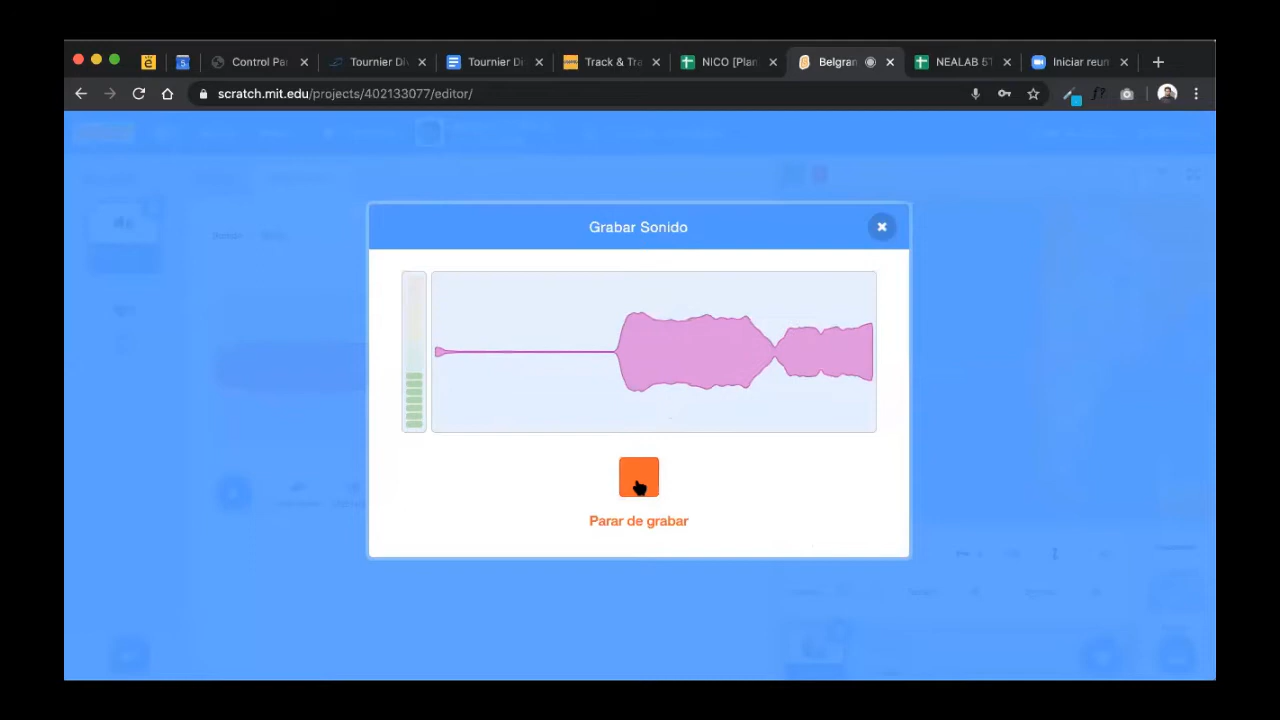 Control Pa
Tournier Di
Tournier Di
Track & Tra
NICO [Plan
Belgran
NEALAB 5T
Iniciar reun
scratch.mit.edu/projects/402133077/editor/
Grabar Sonido
Parar de grabar